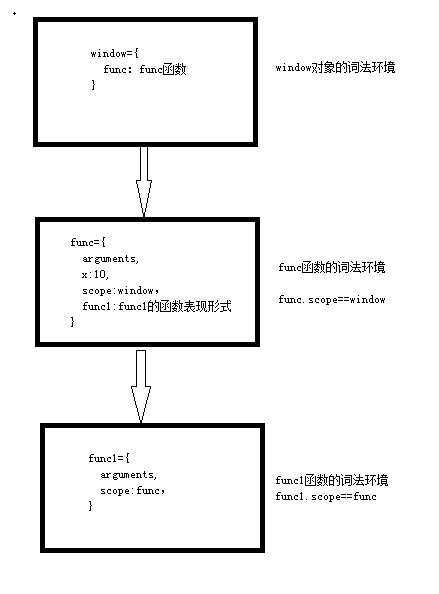 window={
func: func函数
}
window对象的词法环境
func={
arguments,
x:10,
scope:window，
func1:func1的函数表现形式
}
func函数的词法环境
func.scope==window
func1={
arguments,
scope:func，
}
func1函数的词法环境
func1.scope==func